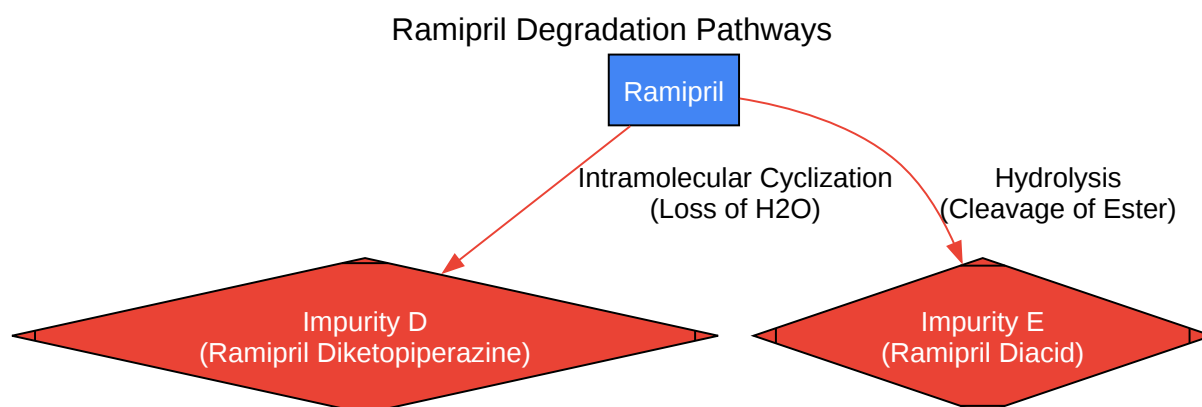 Ramipril Degradation Pathways
Ramipril
Intramolecular Cyclization
(Loss of H2O)
Hydrolysis
(Cleavage of Ester)
Impurity D
(Ramipril Diketopiperazine)
Impurity E
(Ramipril Diacid)